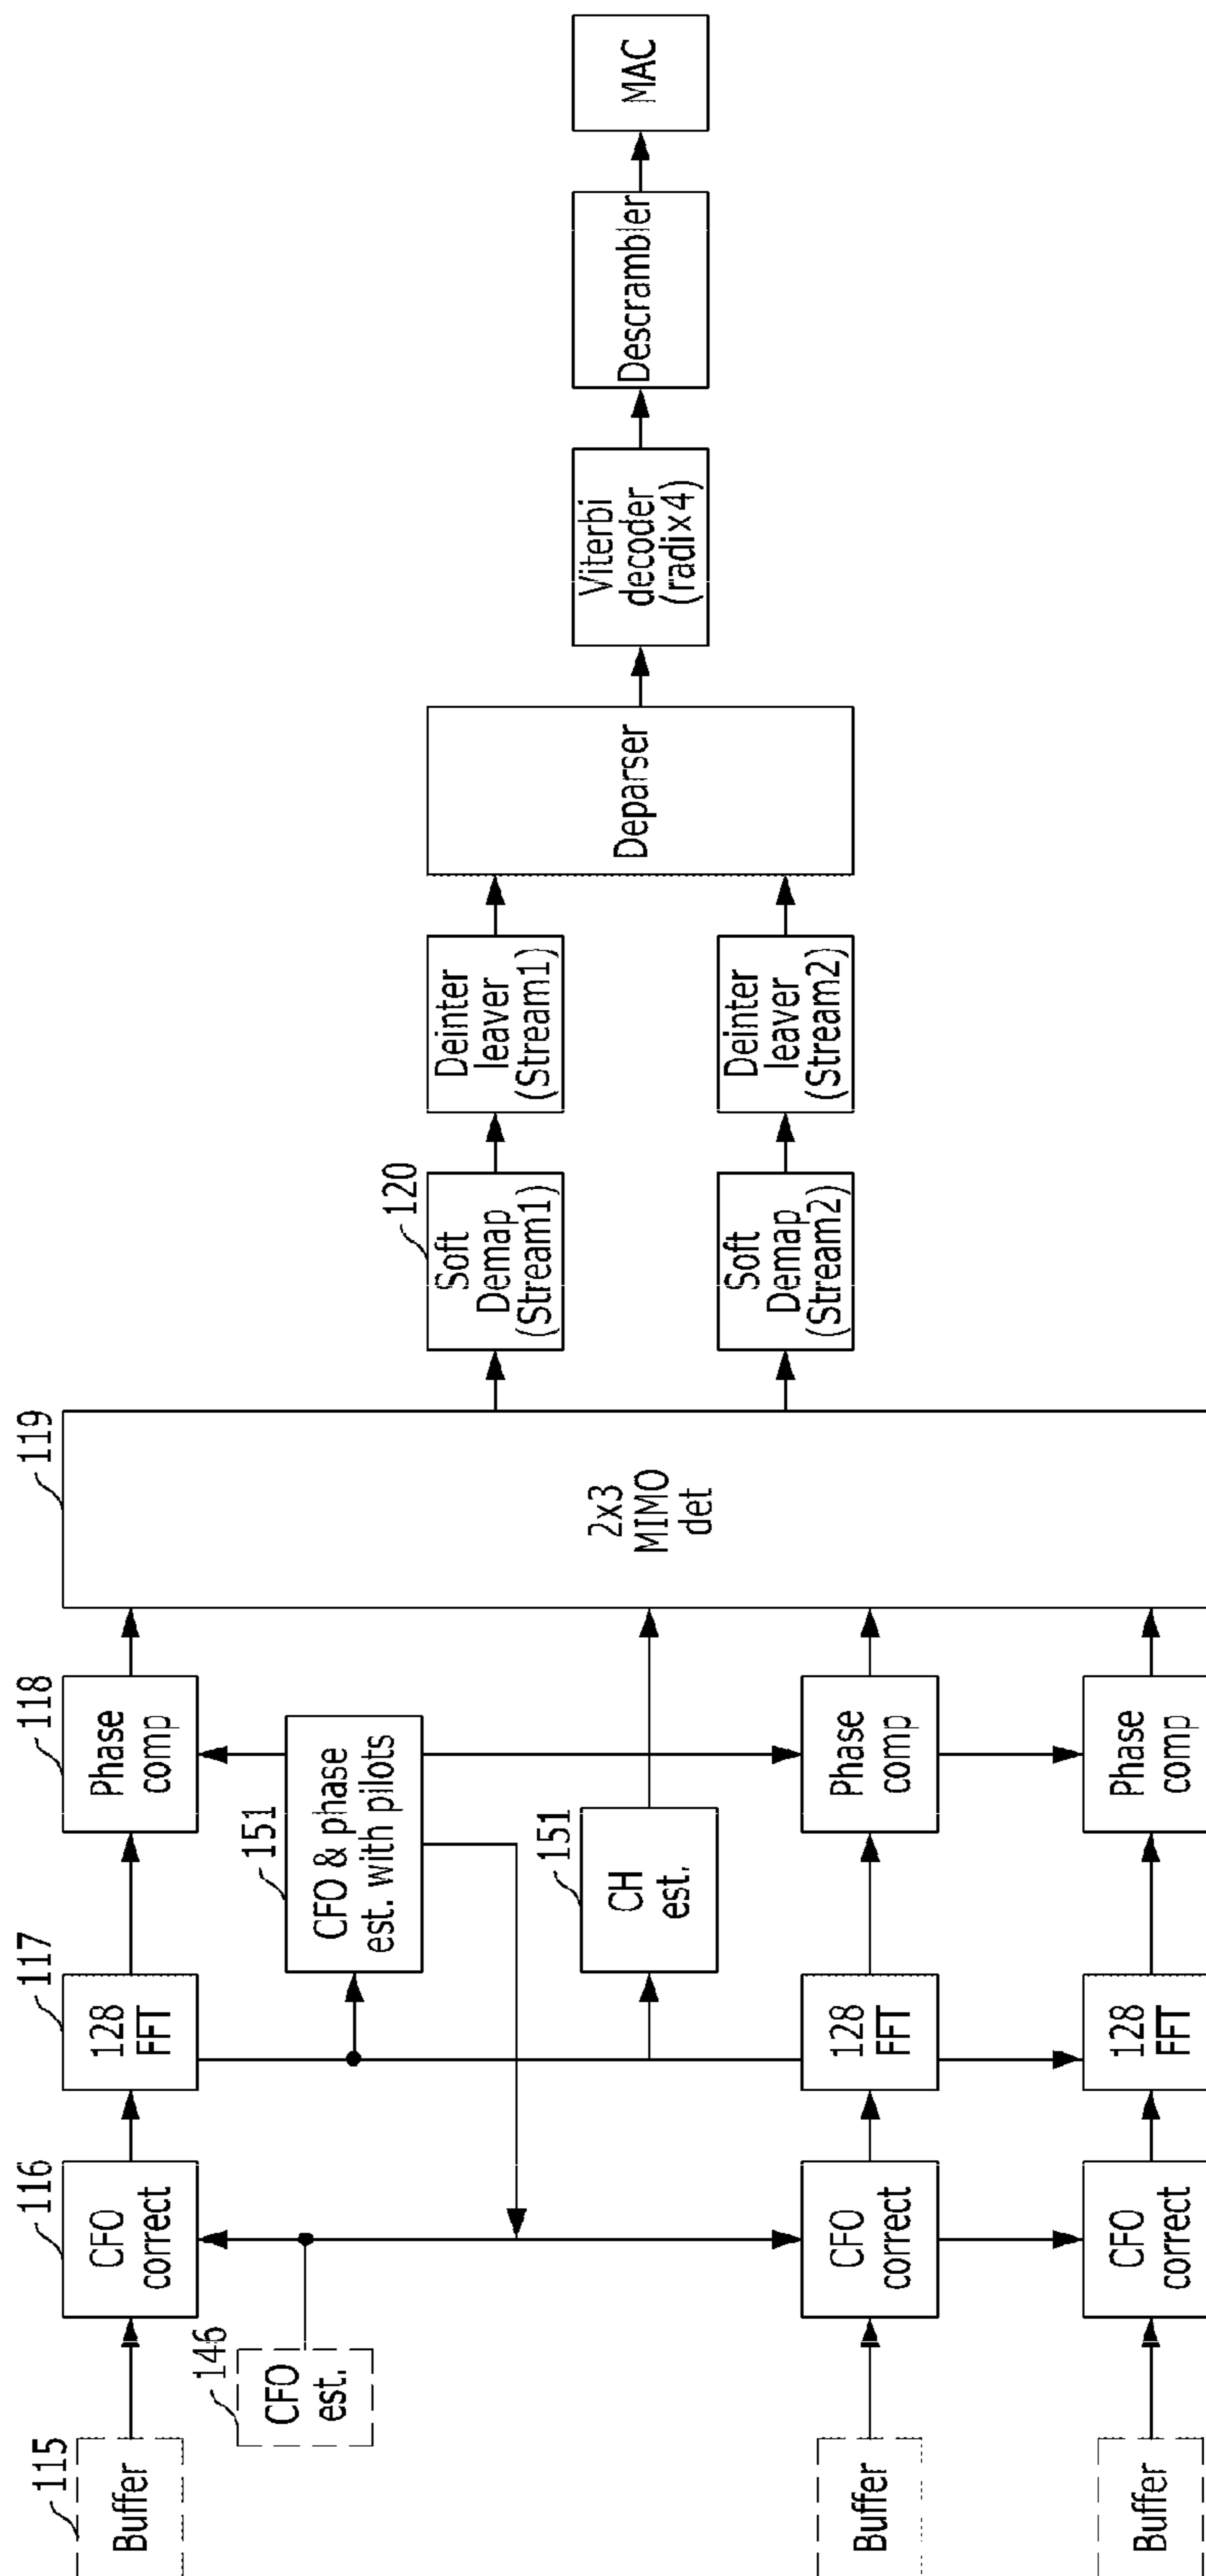 115
Buffer
146
CFO
est.
116
CFO
correct
117
128
FFT
118
Phase
comp
151
CFO & phase
est. with pilots
151
CH
est.
Buffer
CFO
correct
128
FFT
Phase
comp
Buffer
CFO
correct
128
FFT
Phase
comp
119
2x3
MIMO
det
120
Soft
Demap
(Stream1)
Deinter
leaver
(Stream1)
Soft
Demap
(Stream2)
Deinter
leaver
(Stream2)
Deparser
Viterbi
decoder
(radix4)
Descrambler
MAC